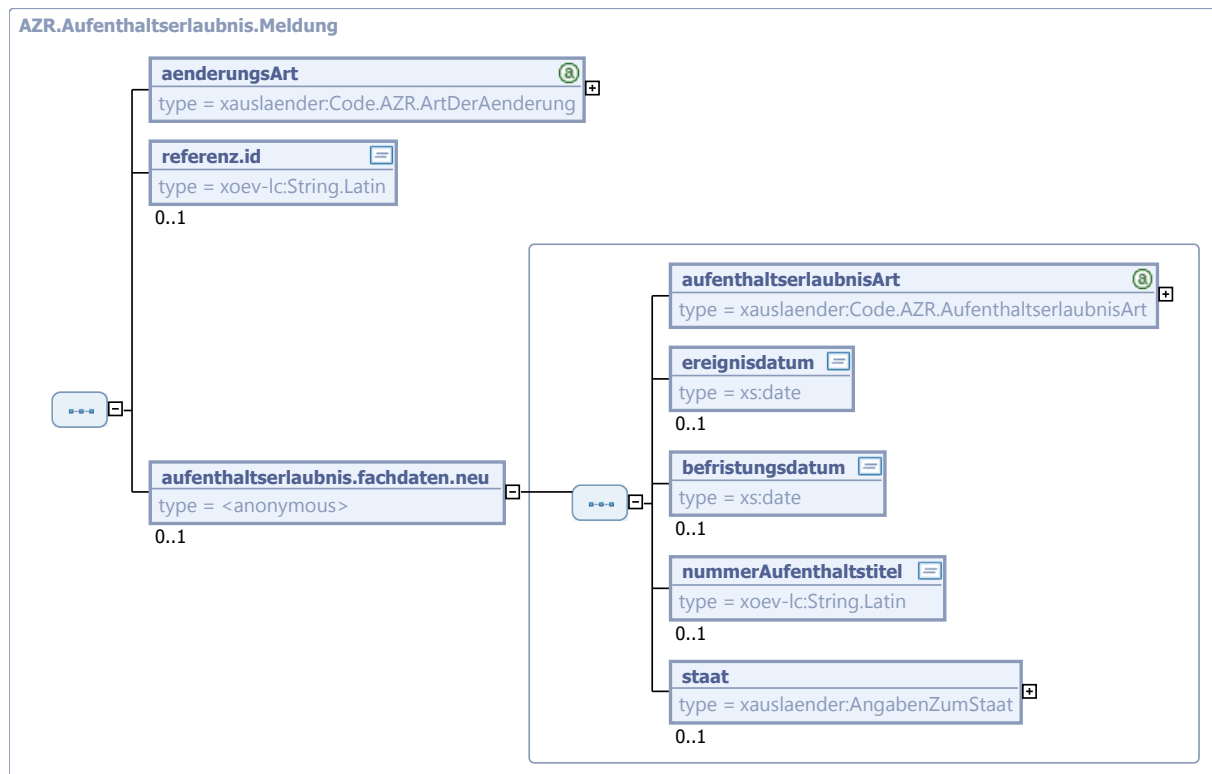 AZR.Aufenthaltserlaubnis.Meldung
aenderungsArt
type = xauslaender:Code.AZR.ArtDerAenderung
referenz.id
type = xoev-lc:String.Latin
0..1
aufenthaltserlaubnis.fachdaten.neu
type = <anonymous>
0..1
aufenthaltserlaubnisArt
type = xauslaender:Code.AZR.AufenthaltserlaubnisArt
ereignisdatum
type = xs:date
0..1
befristungsdatum
type = xs:date
0..1
nummerAufenthaltstitel
type = xoev-lc:String.Latin
0..1
staat
type = xauslaender:AngabenZumStaat
0..1